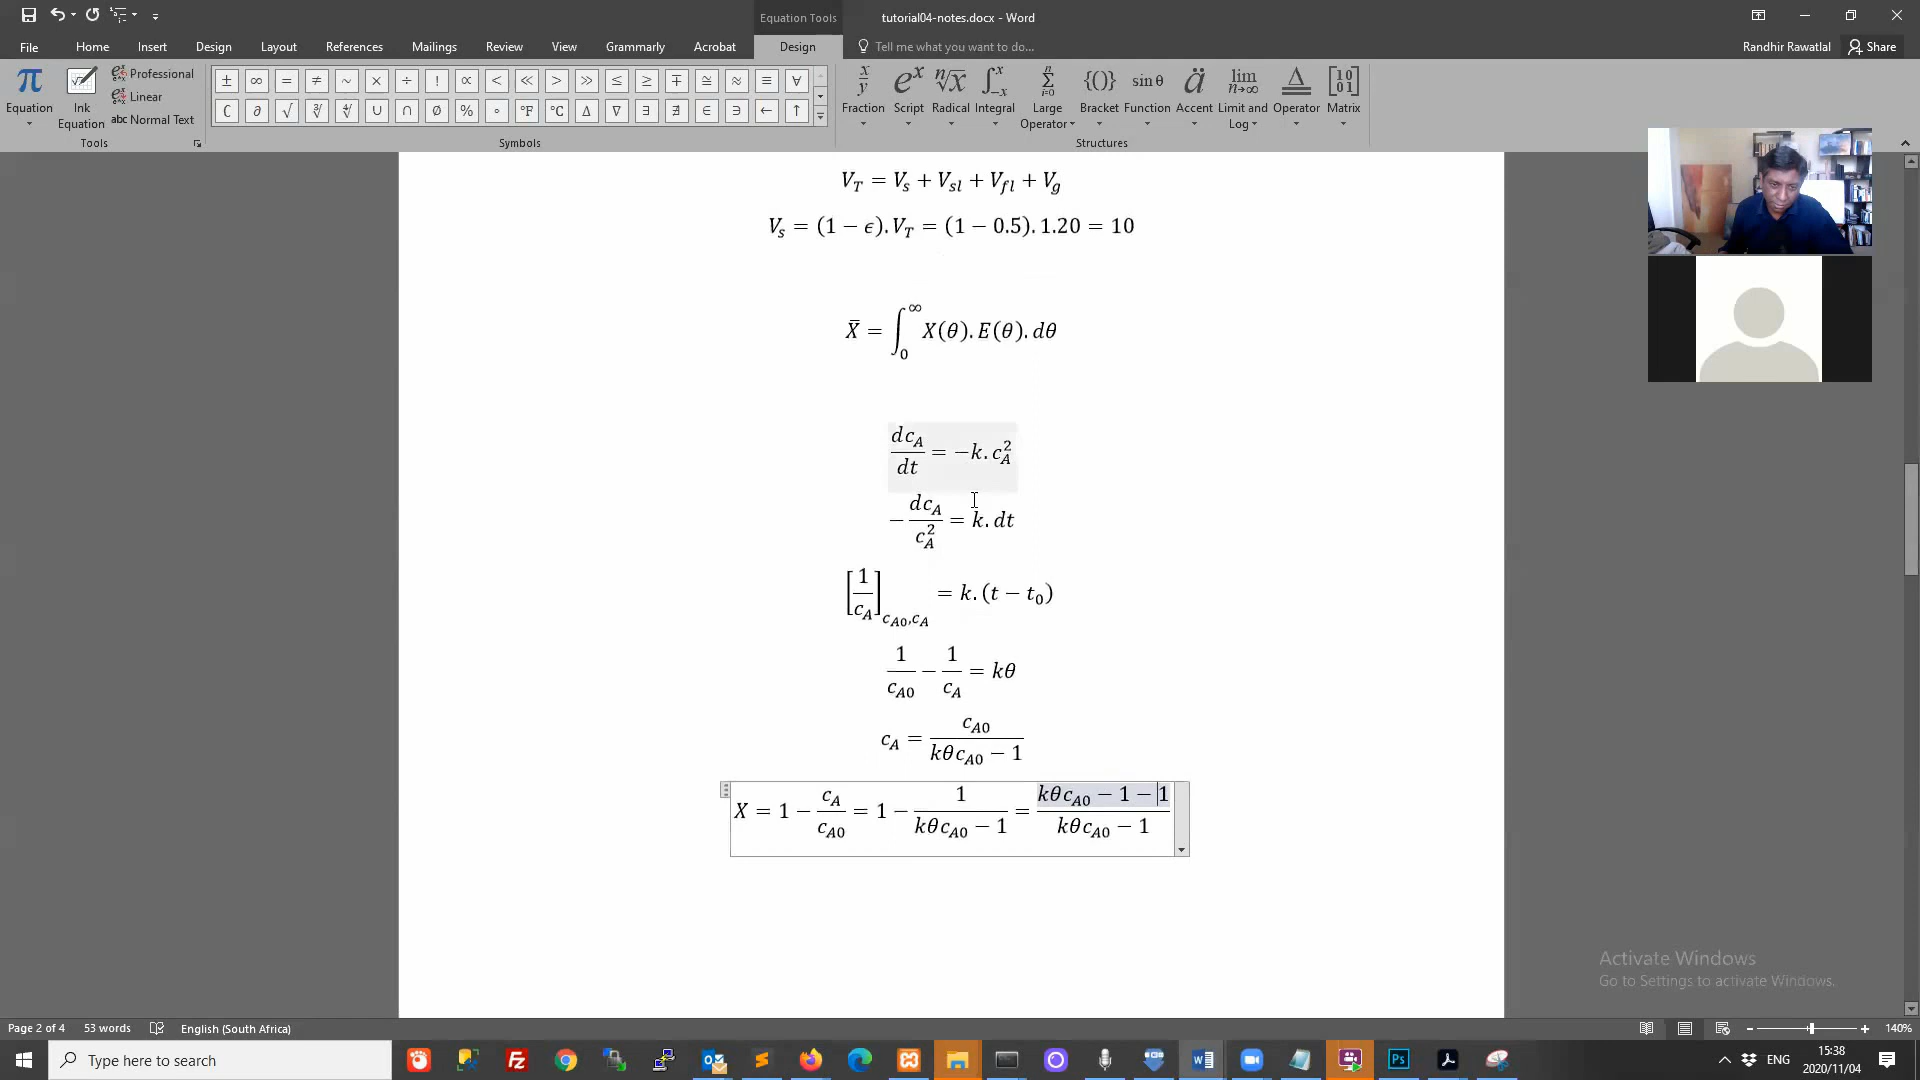 tutorial04-notes.docx - Word
Equation Tools
File Home Insert Design Layout References Mailings Review View Grammarly Acrobat Design Tell me what you want to do... Randhir Rawatlal Share
Equation
Ink Equation
Professional
Linear
abc Normal Text
Tools
± ∞ = ≠ ~ × ÷ ! ∝ < ≪ > ≫ ≤ ≥ ∓ ≅ ≈ ≡ ∀
∁ ∂ √ ∛ ∜ ∪ ∩ ∅ % ° °F °C ∆ ∇ ∃ ∄ ∈ ∋ ← ↑
Symbols
Fraction Script Radical Integral Large Operator Bracket Function Accent Limit and Log Operator Matrix
Structures
V_T = V_s + V_sl + V_fl + V_g
V_s = (1 − ϵ). V_T = (1 − 0.5). 1.20 = 10
X̄ = ∫_0^∞ X(θ). E(θ). dθ
dc_A/dt = −k. c_A^2
− dc_A/c_A^2 = k. dt
[1/c_A]_{c_A0,c_A} = k. (t − t_0)
1/c_A0 − 1/c_A = kθ
c_A = c_A0/(kθc_A0 − 1)
X = 1 − c_A/c_A0 = 1 − 1/(kθc_A0 − 1) = (kθc_A0 − 1 − 1)/(kθc_A0 − 1)
Activate Windows
Go to Settings to activate Windows.
Page 2 of 4 53 words English (South Africa) 140%
Type here to search
ENG
15:38
2020/11/04